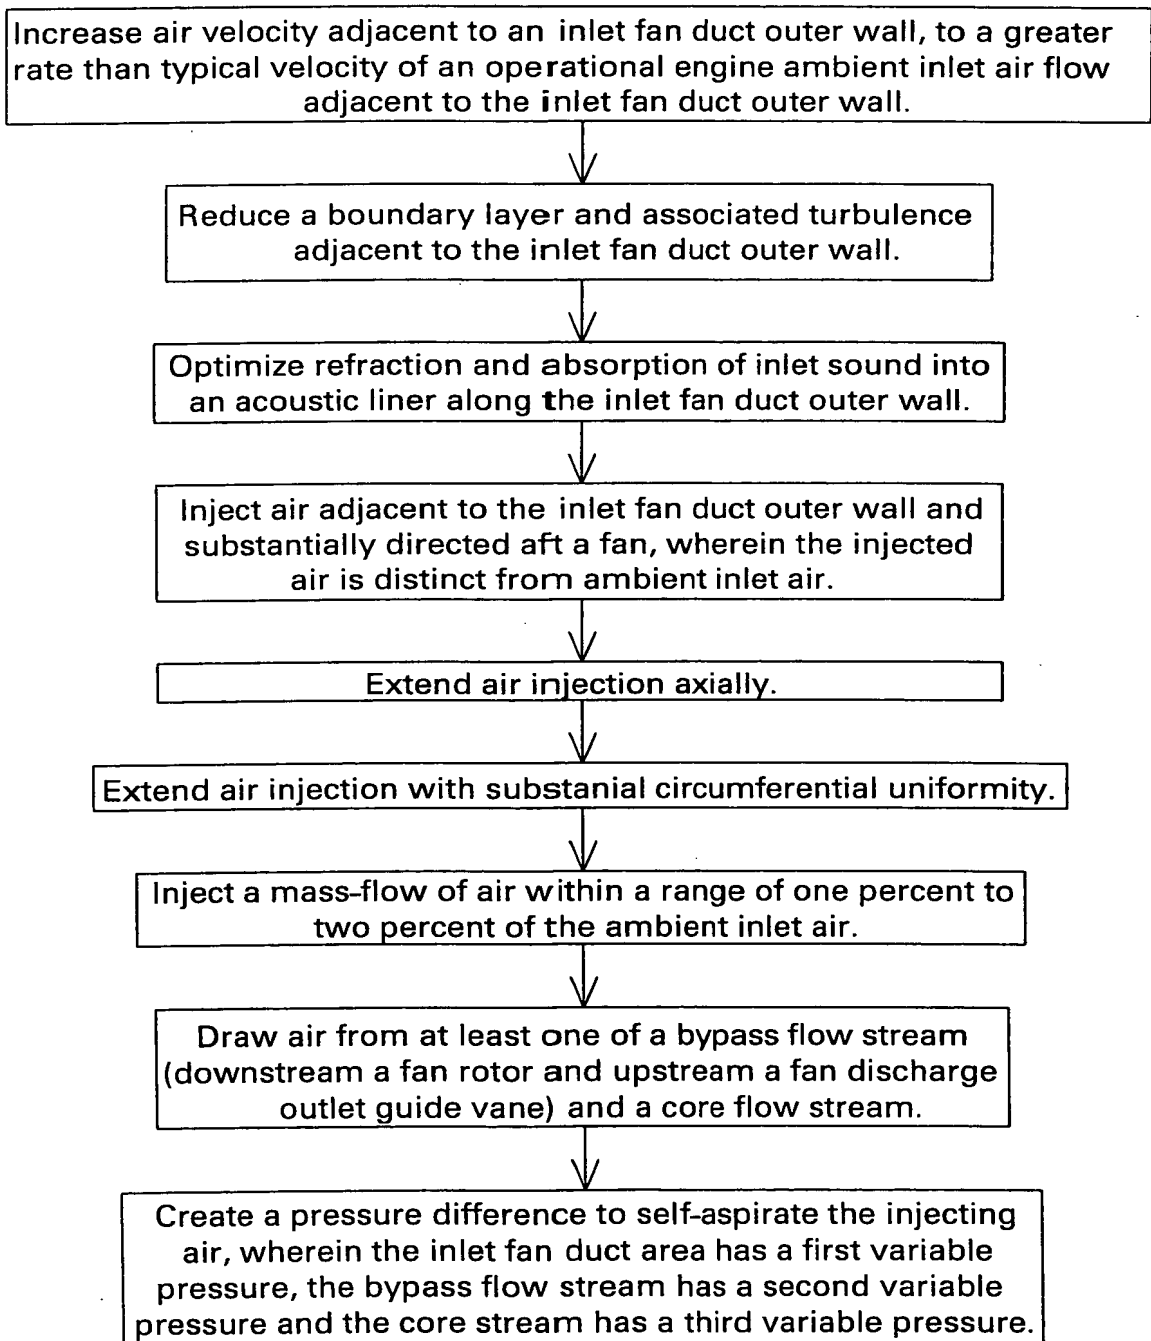 Increase air velocity adjacent to an inlet fan duct outer wall, to a greater
rate than typical velocity of an operational engine ambient inlet air flow
adjacent to the inlet fan duct outer wall.
Reduce a boundary layer and associated turbulence
adjacent to the inlet fan duct outer wall.
Optimize refraction and absorption of inlet sound into
an acoustic liner along the inlet fan duct outer wall.
Inject air adjacent to the inlet fan duct outer wall and
substantially directed aft a fan, wherein the injected
air is distinct from ambient inlet air.
Extend air injection axially.
Extend air injection with substanial circumferential uniformity.
Inject a mass-flow of air within a range of one percent to
two percent of the ambient inlet air.
Draw air from at least one of a bypass flow stream
(downstream a fan rotor and upstream a fan discharge
outlet guide vane) and a core flow stream.
Create a pressure difference to self-aspirate the injecting
air, wherein the inlet fan duct area has a first variable
pressure, the bypass flow stream has a second variable
pressure and the core stream has a third variable pressure.